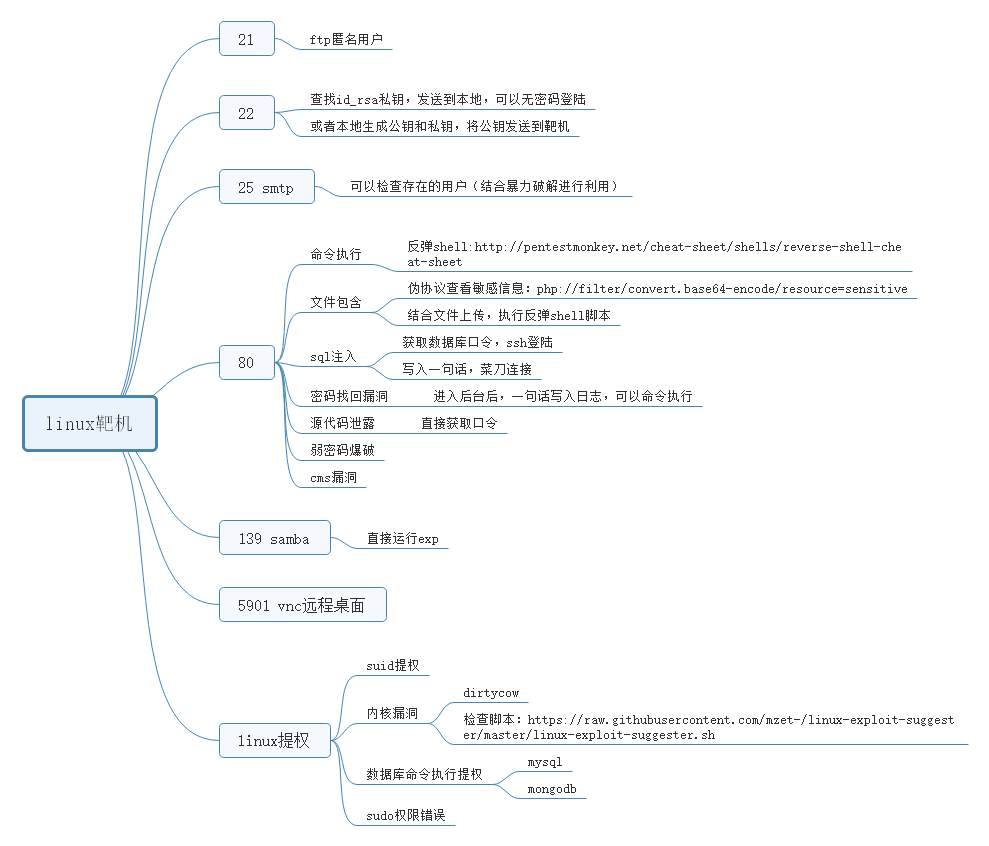 linux靶机
21
ftp匿名用户
22
查找id_rsa私钥，发送到本地，可以无密码登陆
或者本地生成公钥和私钥，将公钥发送到靶机
25 smtp
可以检查存在的用户（结合暴力破解进行利用）
80
命令执行
反弹shell:http://pentestmonkey.net/cheat-sheet/shells/reverse-shell-che
at-sheet
文件包含
伪协议查看敏感信息：php://filter/convert.base64-encode/resource=sensitive
结合文件上传，执行反弹shell脚本
sql注入
获取数据库口令，ssh登陆
写入一句话，菜刀连接
密码找回漏洞
进入后台后，一句话写入日志，可以命令执行
源代码泄露
直接获取口令
弱密码爆破
cms漏洞
139 samba
直接运行exp
5901 vnc远程桌面
linux提权
suid提权
内核漏洞
dirtycow
检查脚本：https://raw.githubusercontent.com/mzet-/linux-exploit-suggest
er/master/linux-exploit-suggester.sh
数据库命令执行提权
mysql
mongodb
sudo权限错误